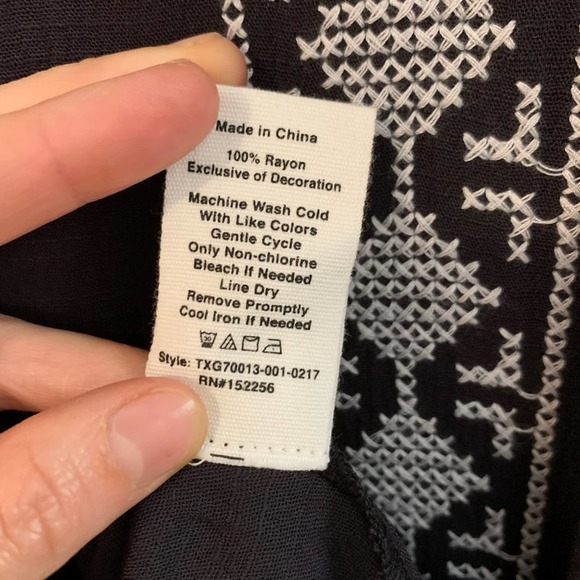 Made in China
100% Rayon
Exclusive of Decoration
Machine Wash Cold
With Like Colors
Gentle Cycle
Only Non-chlorine
Bleach If Needed
Line Dry
Remove Promptly
Cool Iron If Needed
30
Style: TXG70013-001-0217
RN#152256